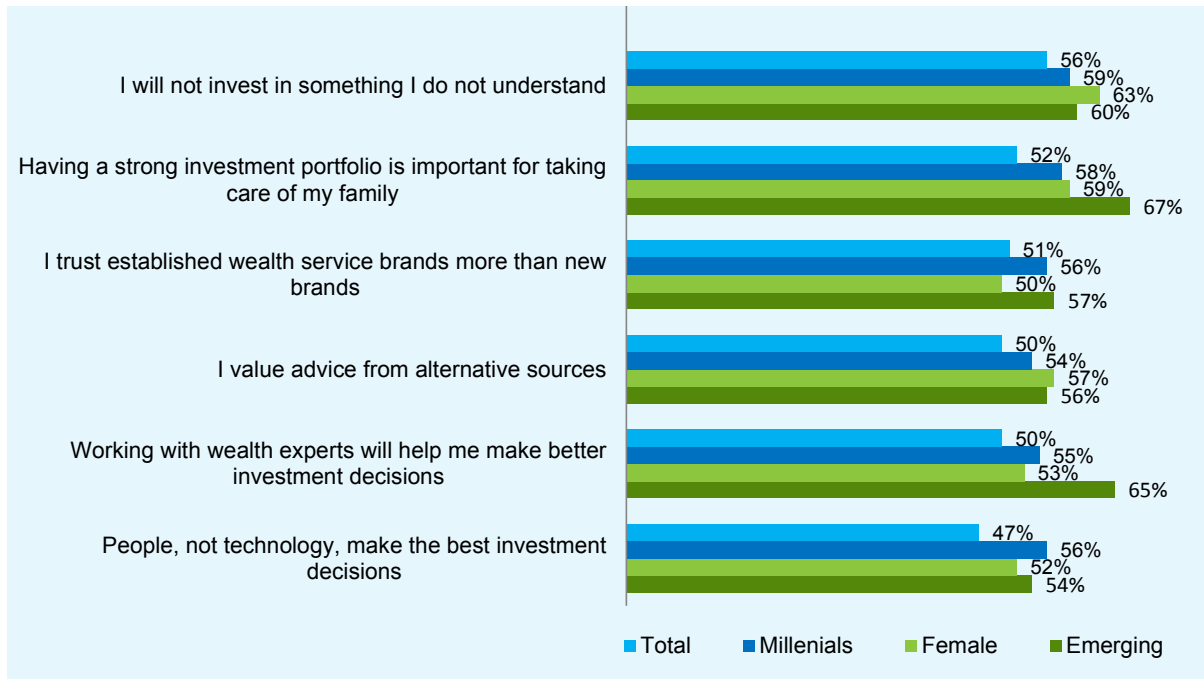 I will not invest in something I do not understand
56%
59%
63%
60%
Having a strong investment portfolio is important for taking
care of my family
52%
58%
59%
67%
I trust established wealth service brands more than new
brands
51%
56%
50%
57%
I value advice from alternative sources
50%
54%
57%
56%
Working with wealth experts will help me make better
investment decisions
50%
55%
53%
65%
People, not technology, make the best investment
decisions
47%
56%
52%
54%
Total Millenials Female Emerging